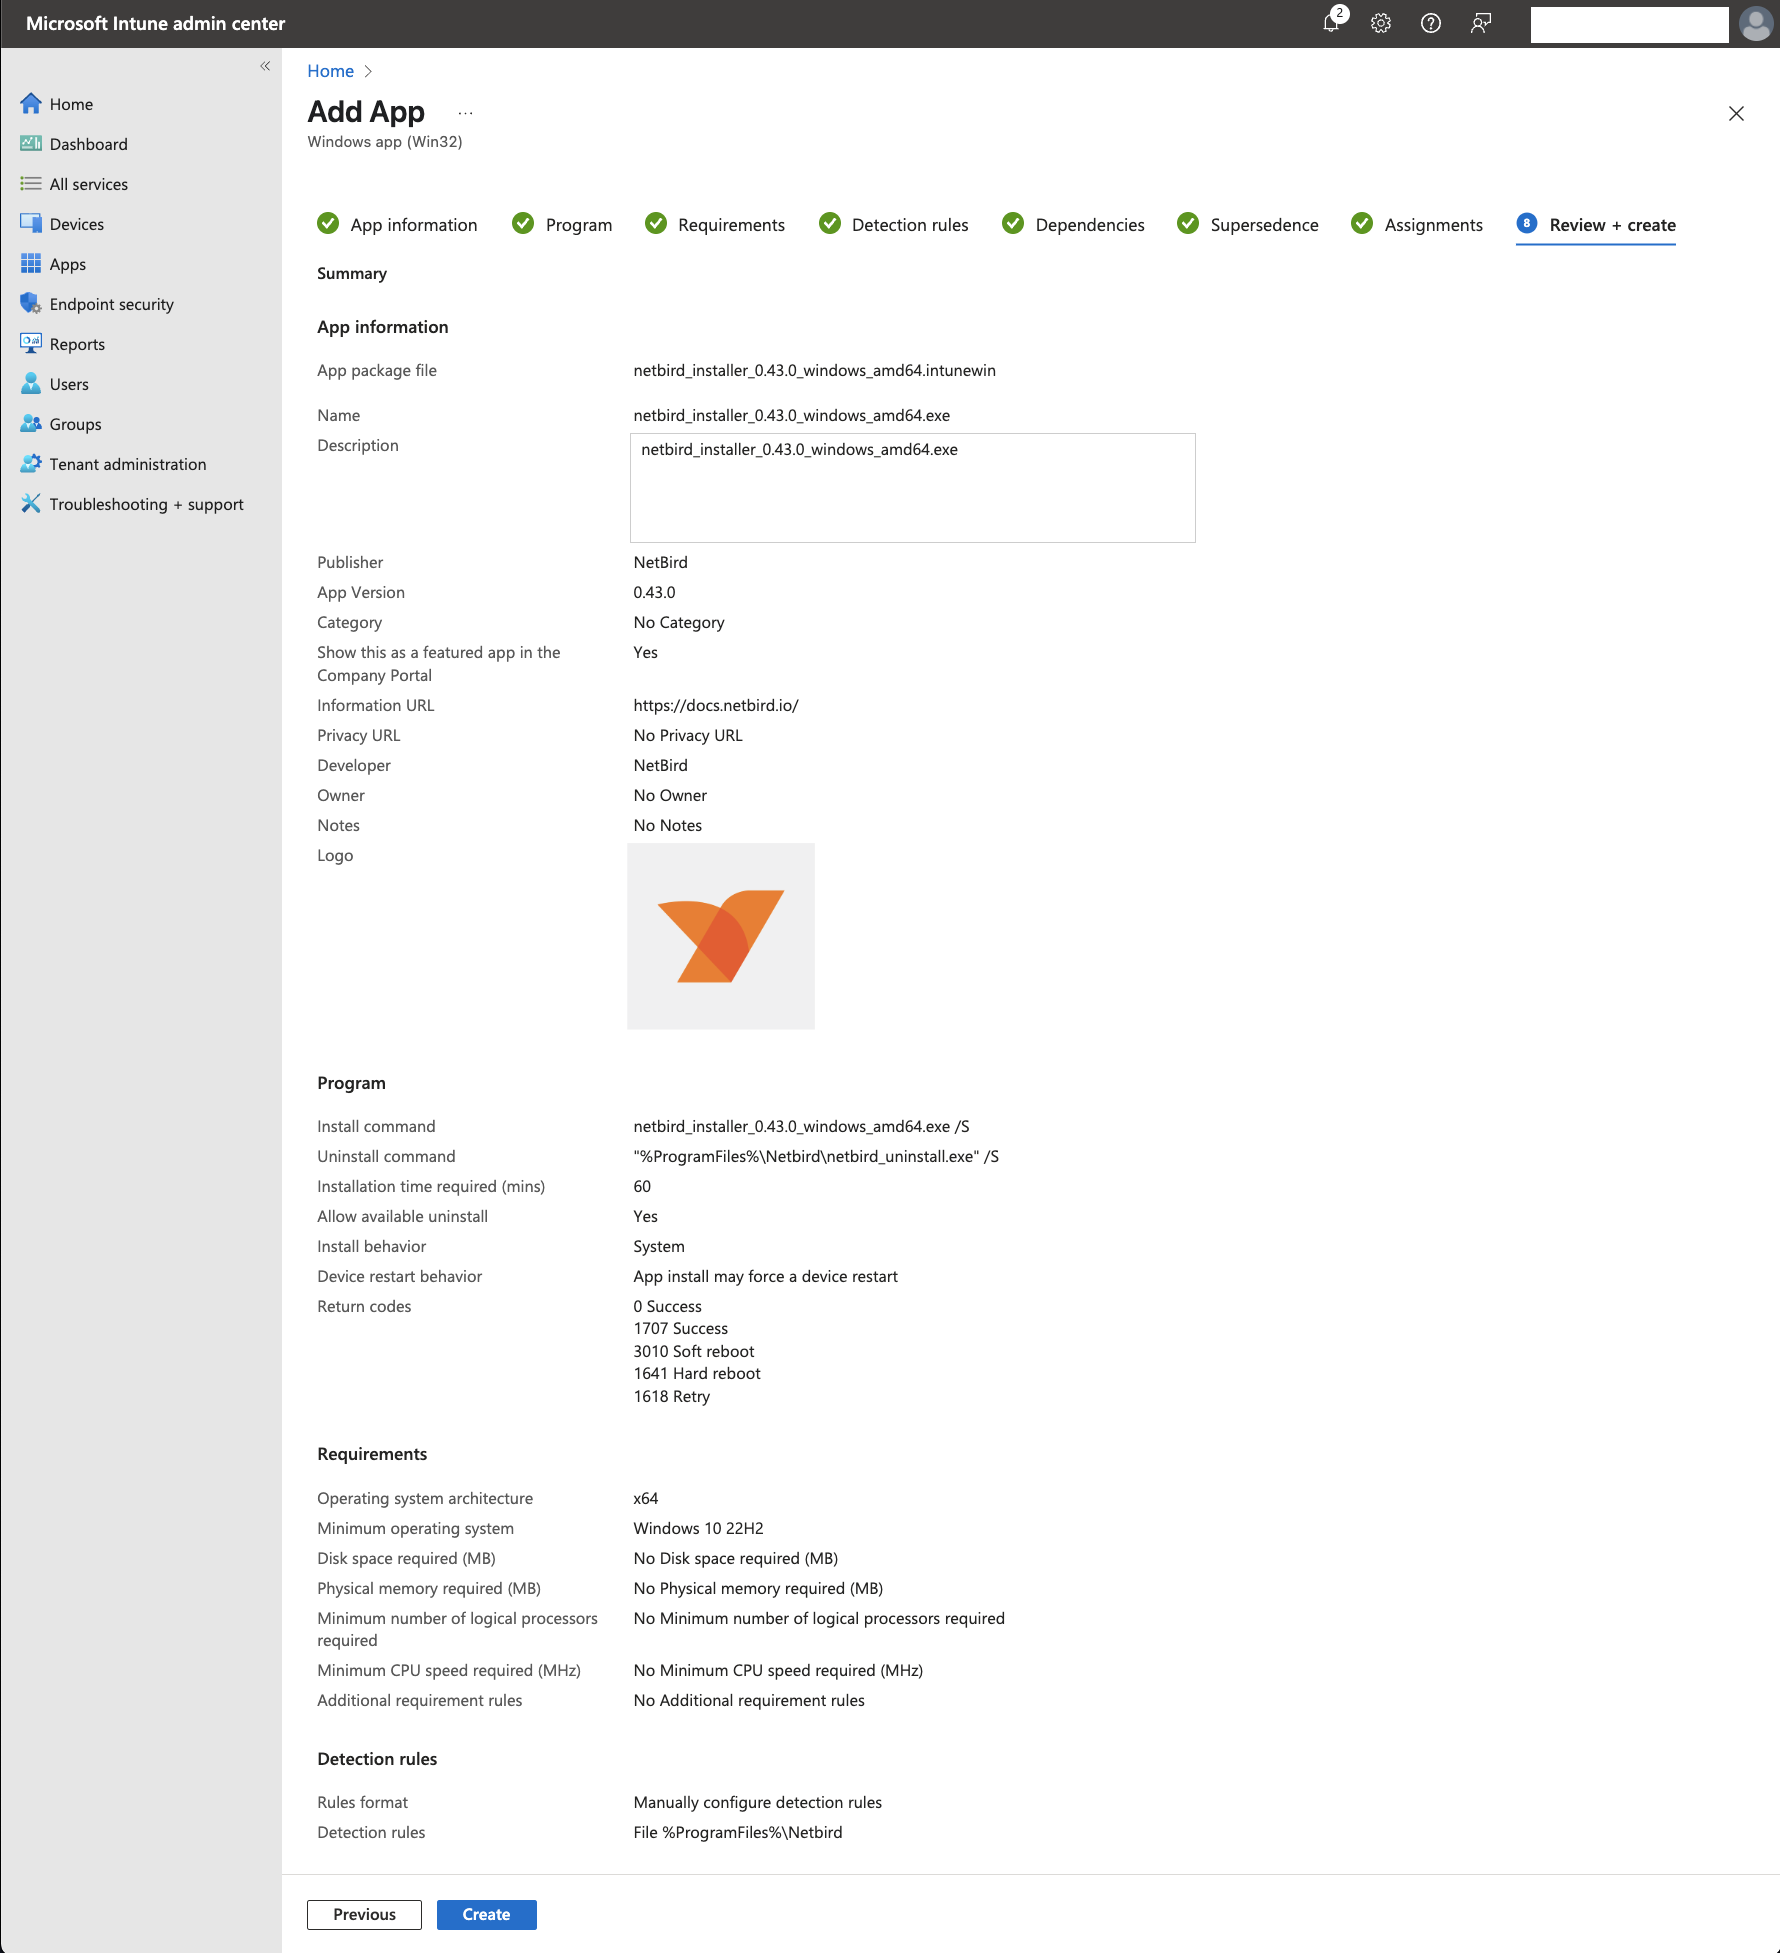 Microsoft Intune admin center
2
Home
Dashboard
All services
Devices
Apps
Endpoint security
Reports
Users
Groups
Tenant administration
Troubleshooting + support
Home
Add App
...
Windows app (Win32)
App information
Program
Requirements
Detection rules
Dependencies
Supersedence
Assignments
8 Review + create
Summary
App information
App package file netbird_installer_0.43.0_windows_amd64.intunewin
Name netbird_installer_0.43.0_windows_amd64.exe
Description netbird_installer_0.43.0_windows_amd64.exe
Publisher NetBird
App Version 0.43.0
Category No Category
Show this as a featured app in the Yes
Company Portal
Information URL https://docs.netbird.io/
Privacy URL No Privacy URL
Developer NetBird
Owner No Owner
Notes No Notes
Logo
Program
Install command netbird_installer_0.43.0_windows_amd64.exe /S
Uninstall command "%ProgramFiles%\Netbird\netbird_uninstall.exe" /S
Installation time required (mins) 60
Allow available uninstall Yes
Install behavior System
Device restart behavior App install may force a device restart
Return codes 0 Success
1707 Success
3010 Soft reboot
1641 Hard reboot
1618 Retry
Requirements
Operating system architecture x64
Minimum operating system Windows 10 22H2
Disk space required (MB) No Disk space required (MB)
Physical memory required (MB) No Physical memory required (MB)
Minimum number of logical processors No Minimum number of logical processors required
required
Minimum CPU speed required (MHz) No Minimum CPU speed required (MHz)
Additional requirement rules No Additional requirement rules
Detection rules
Rules format Manually configure detection rules
Detection rules File %ProgramFiles%\Netbird
Previous
Create